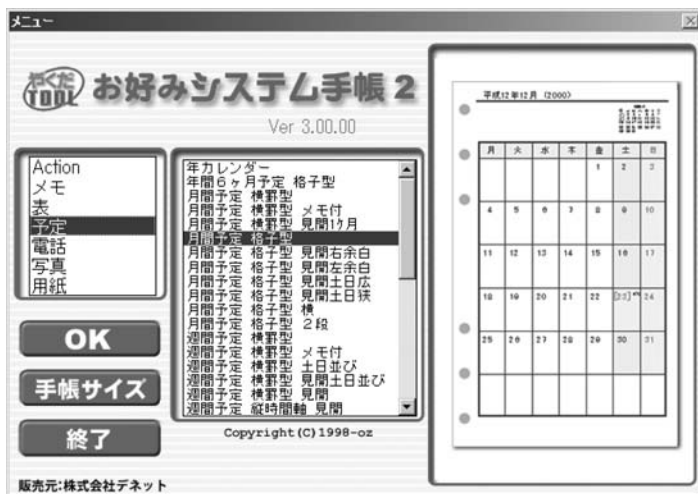 メニュー
やくだ
TOOL
お好みシステム手帳 2
Ver 3.00.00
Action
メモ
表
予定
電話
写真
用紙
年カレンダー
年間6ヶ月予定 格子型
月間予定 横罫型
月間予定 横罫型 メモ付
月間予定 横罫型 見開1ケ月
月間予定 格子型
月間予定 格子型 見開右余白
月間予定 格子型 見開左余白
月間予定 格子型 見開土日広
月間予定 格子型 見開土日狭
月間予定 格子型 横
月間予定 格子型 2段
週間予定 横罫型
週間予定 横罫型 メモ付
週間予定 横罫型 土日並び
週間予定 横罫型 見開土日並び
週間予定 横罫型 見開
週間予定 縦時間軸 見開
OK
手帳サイズ
終了
Copyright(C)1998-oz
販売元:株式会社デネット
平成12年12月 (2000)
月 火 水 木 金 土 日
1 2 3
4 5 6 7 8 9 10
11 12 13 14 15 16 17
18 19 20 21 22 [23] 24
25 26 27 28 29 30 31